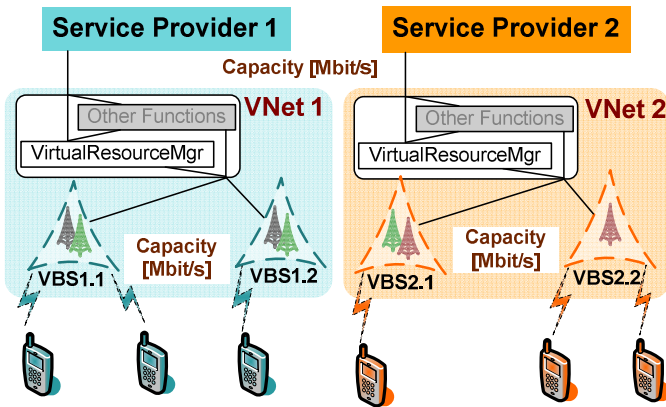 Service Provider 1
Service Provider 2
Capacity [Mbit/s]
VNet 1
VNet 2
Other Functions
Other Functions
VirtualResourceMgr
VirtualResourceMgr
Capacity
[Mbit/s]
Capacity
[Mbit/s]
VBS1.1
VBS1.2
VBS2.1
VBS2.2